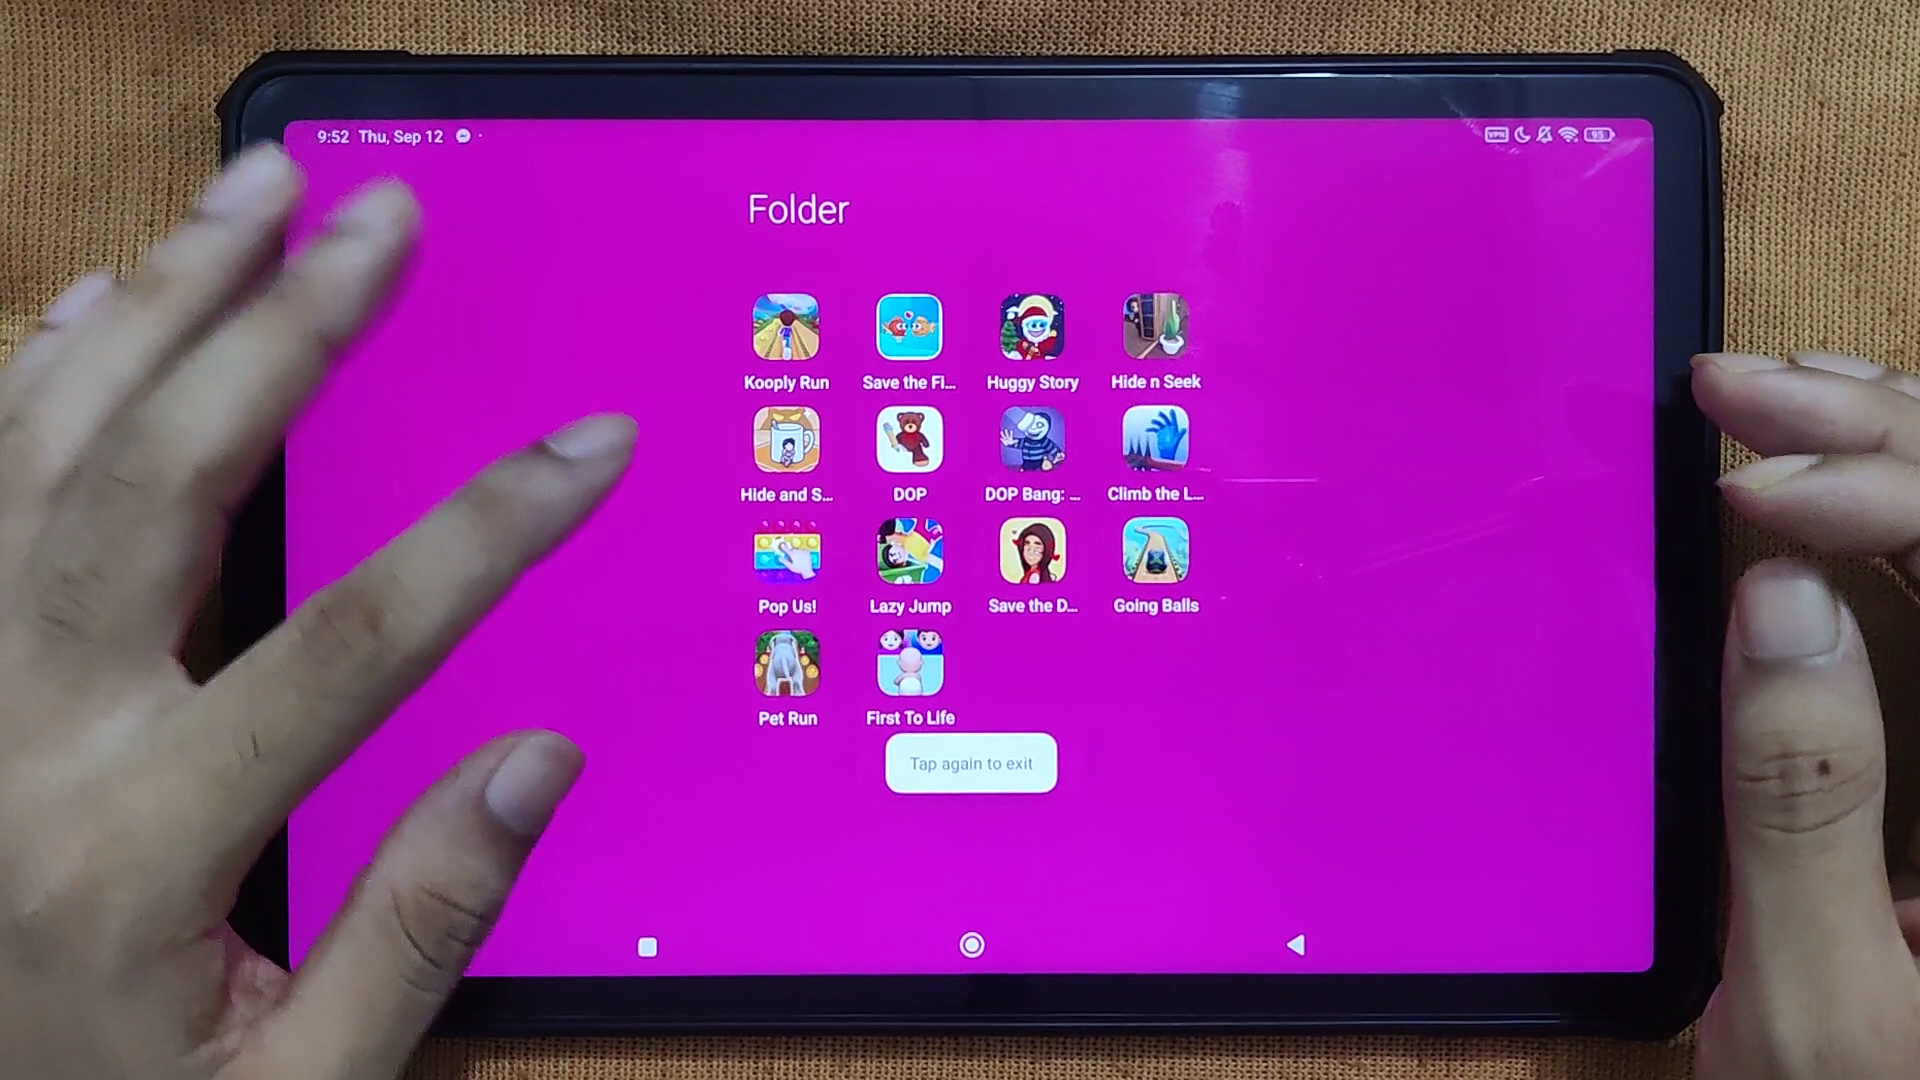 9:52 Thu, Sep 12
VPN
95
Folder
Kooply Run
Save the Fi...
Huggy Story
Hide n Seek
Hide and S...
DOP
DOP Bang: ...
Climb the L...
Pop Us!
Lazy Jump
Save the D...
Going Balls
Pet Run
First To Life
Tap again to exit